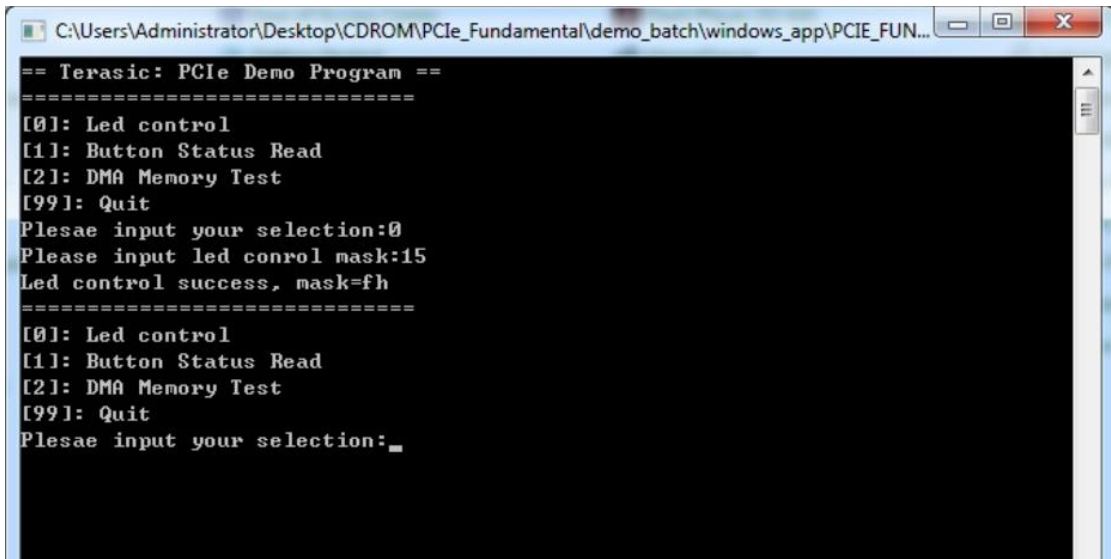 C:\Users\Administrator\Desktop\CDROM\PCIe_Fundamental\demo_batch\windows_app\PCIE_FUN...
== Terasic: PCIe Demo Program ==
==============================
[0]: Led control
[1]: Button Status Read
[2]: DMA Memory Test
[99]: Quit
Plesae input your selection:0
Please input led conrol mask:15
Led control success, mask=fh
==============================
[0]: Led control
[1]: Button Status Read
[2]: DMA Memory Test
[99]: Quit
Plesae input your selection:_